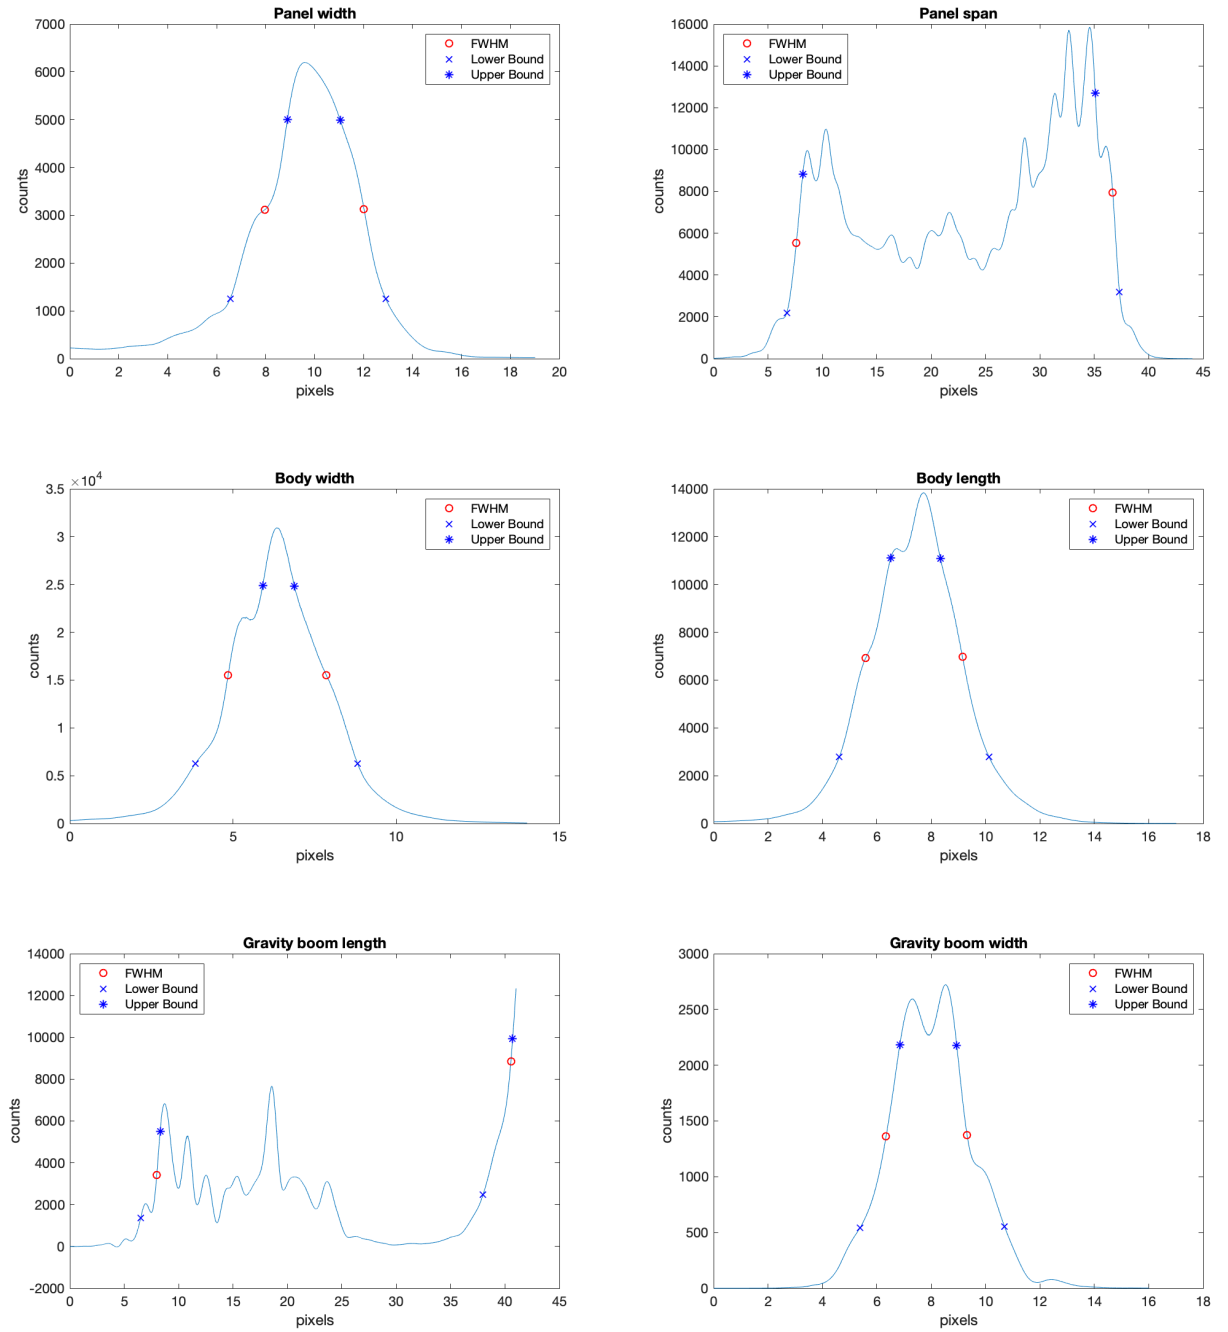 Panel width
7000
6000
5000
4000
3000
2000
1000
0
counts
FWHM
Lower Bound
Upper Bound
0 2 4 6 8 10 12 14 16 18 20
pixels
Panel span
16000
14000
12000
10000
8000
6000
4000
2000
0
counts
FWHM
Lower Bound
Upper Bound
0 5 10 15 20 25 30 35 40 45
pixels
Body width
×10⁴
3.5
3
2.5
2
1.5
1
0.5
0
counts
FWHM
Lower Bound
Upper Bound
0 5 10 15
pixels
Body length
14000
12000
10000
8000
6000
4000
2000
0
counts
FWHM
Lower Bound
Upper Bound
0 2 4 6 8 10 12 14 16 18
pixels
Gravity boom length
14000
12000
10000
8000
6000
4000
2000
0
-2000
counts
FWHM
Lower Bound
Upper Bound
0 5 10 15 20 25 30 35 40 45
pixels
Gravity boom width
3000
2500
2000
1500
1000
500
0
counts
FWHM
Lower Bound
Upper Bound
0 2 4 6 8 10 12 14 16 18
pixels